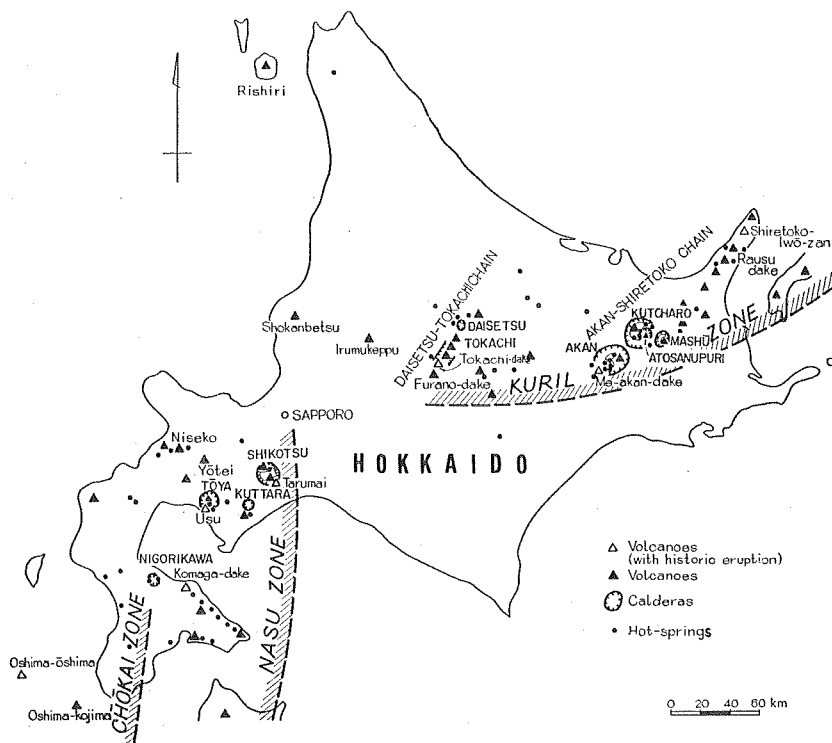 Rishiri
Shiretoko-
Iwō-zan
Rausu
dake
AKAN-SHIRETOKO CHAIN
KUTCHARO
ZONE
MASHŪ
ATOSANUPURI
AKAN
Me-akan-dake
KURIL
DAISETSU-TOKACHI CHAIN
DAISETSU
TOKACHI
Tokachi-dake
Furano-dake
Shokanbetsu
Irumukeppu
SAPPORO
HOKKAIDO
Niseko
Yōtei
TŌYA
Usu
SHIKOTSU
Tarumai
KUTTARA
NIGORIKAWA
Komaga-dake
NASU ZONE
CHŌKAI ZONE
Oshima-ōshima
Oshima-kojima
Volcanoes
(with historic eruption)
Volcanoes
Calderas
Hot-springs
0 20 40 60 km